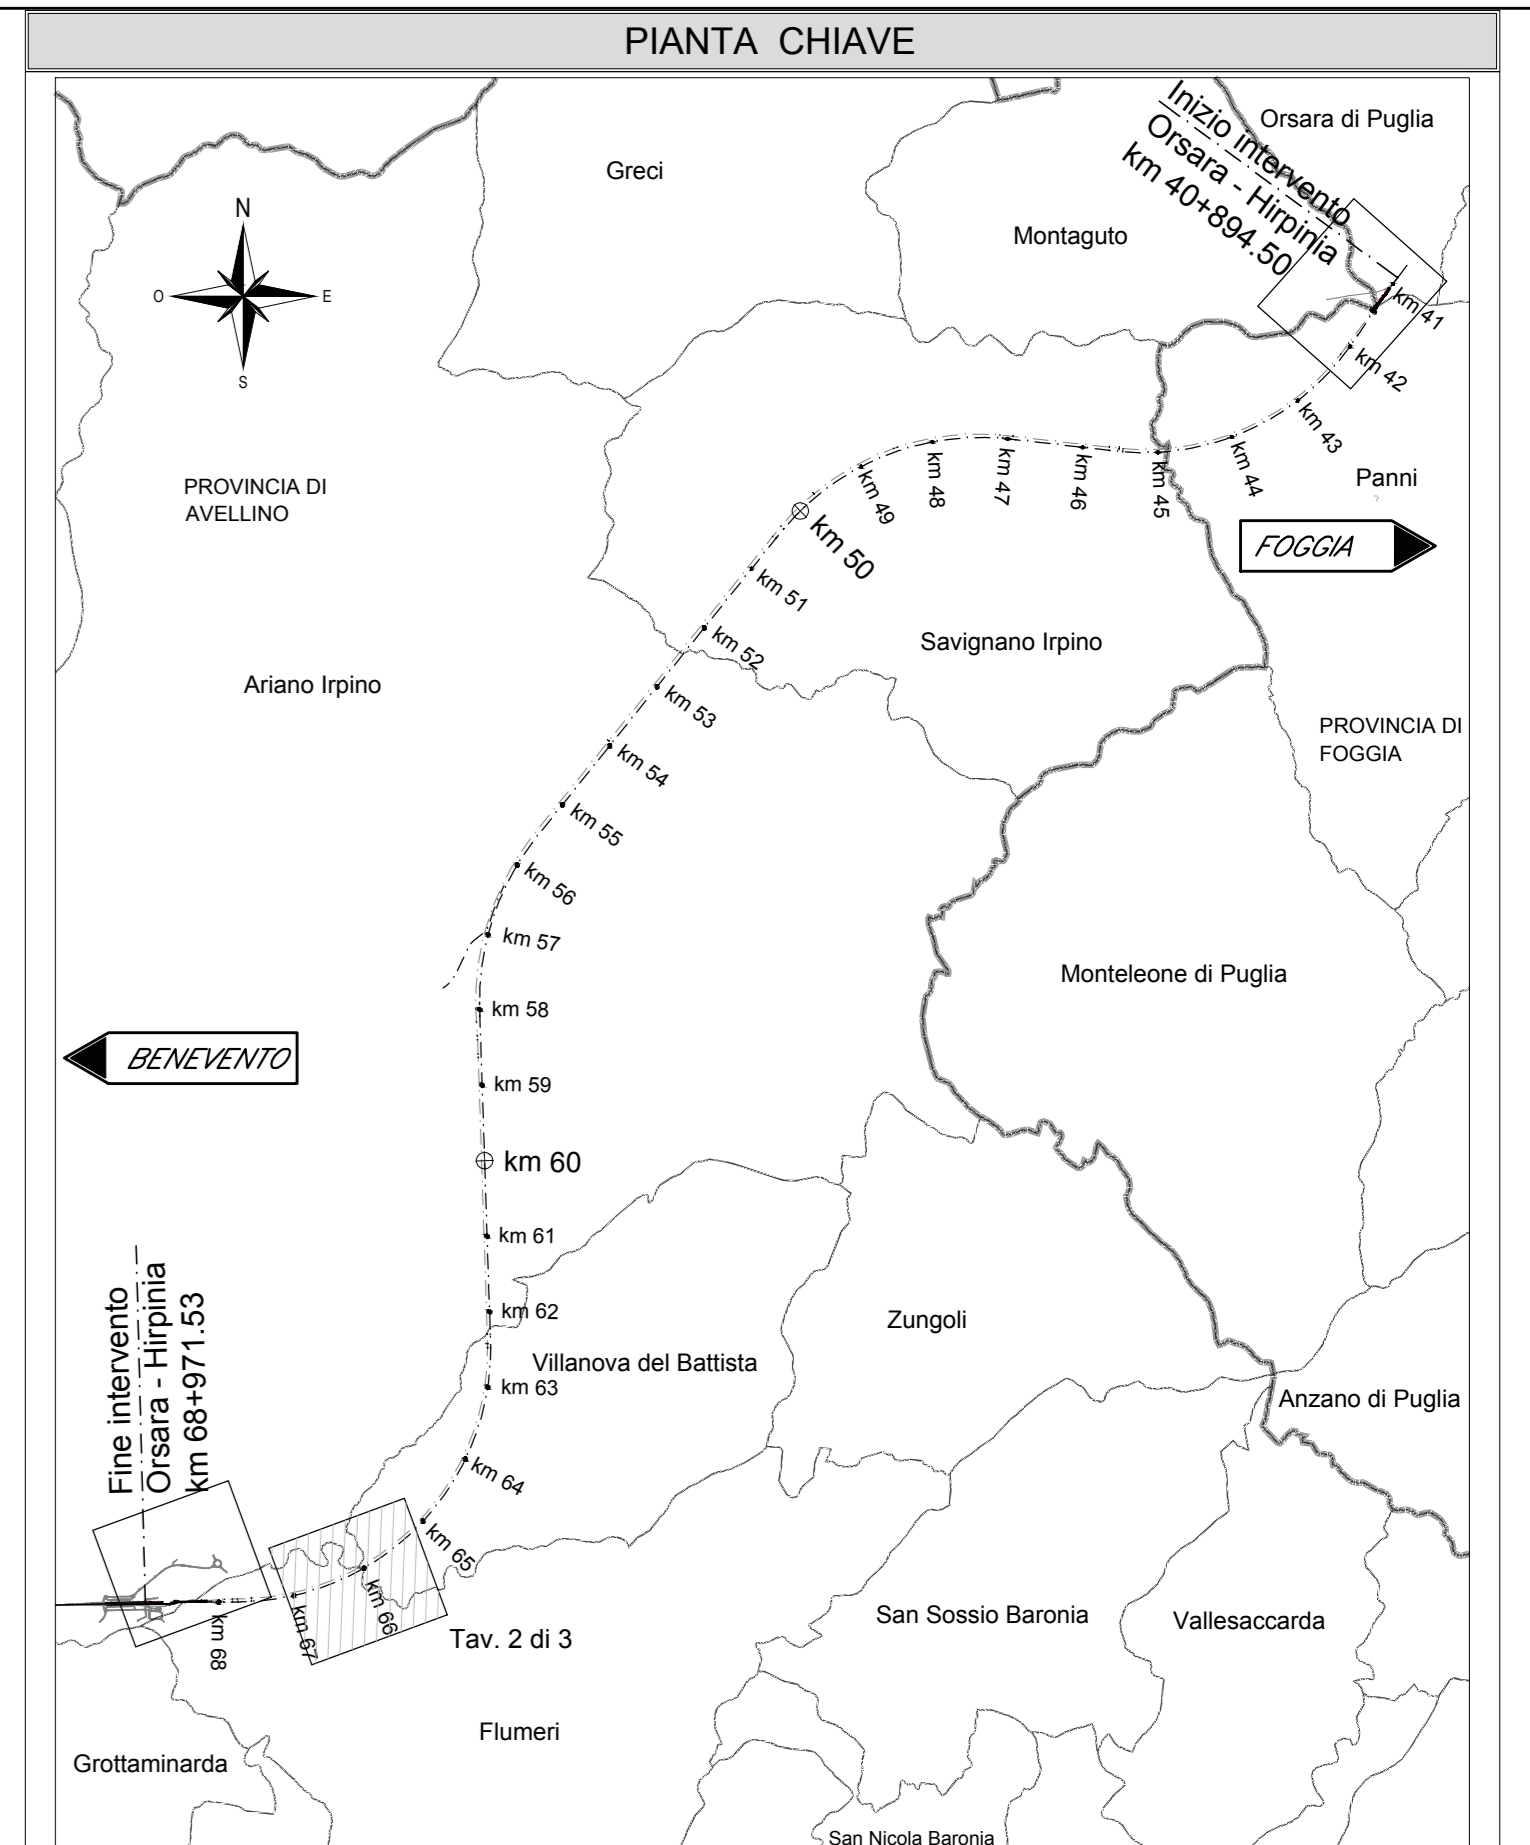 PIANTA CHIAVE
Inizio intervento
Orsara - Hirpinia
km 40+894.50
Orsara di Puglia
Greci
Montaguto
N
O
E
S
km 41
km 42
km 43
km 44
km 45
km 46
km 47
km 48
km 49
km 50
Panni
PROVINCIA DI
AVELLINO
FOGGIA
km 51
km 52
Savignano Irpino
Ariano Irpino
km 53
PROVINCIA DI
FOGGIA
km 54
km 55
km 56
km 57
Monteleone di Puglia
km 58
BENEVENTO
km 59
km 60
km 61
km 62
Zungoli
Villanova del Battista
km 63
Fine intervento
Orsara - Hirpinia
km 68+971.53
Anzano di Puglia
km 64
km 65
km 66
km 67
km 68
Tav. 2 di 3
San Sossio Baronia
Vallesaccarda
Flumeri
Grottaminarda
San Nicola Baronia